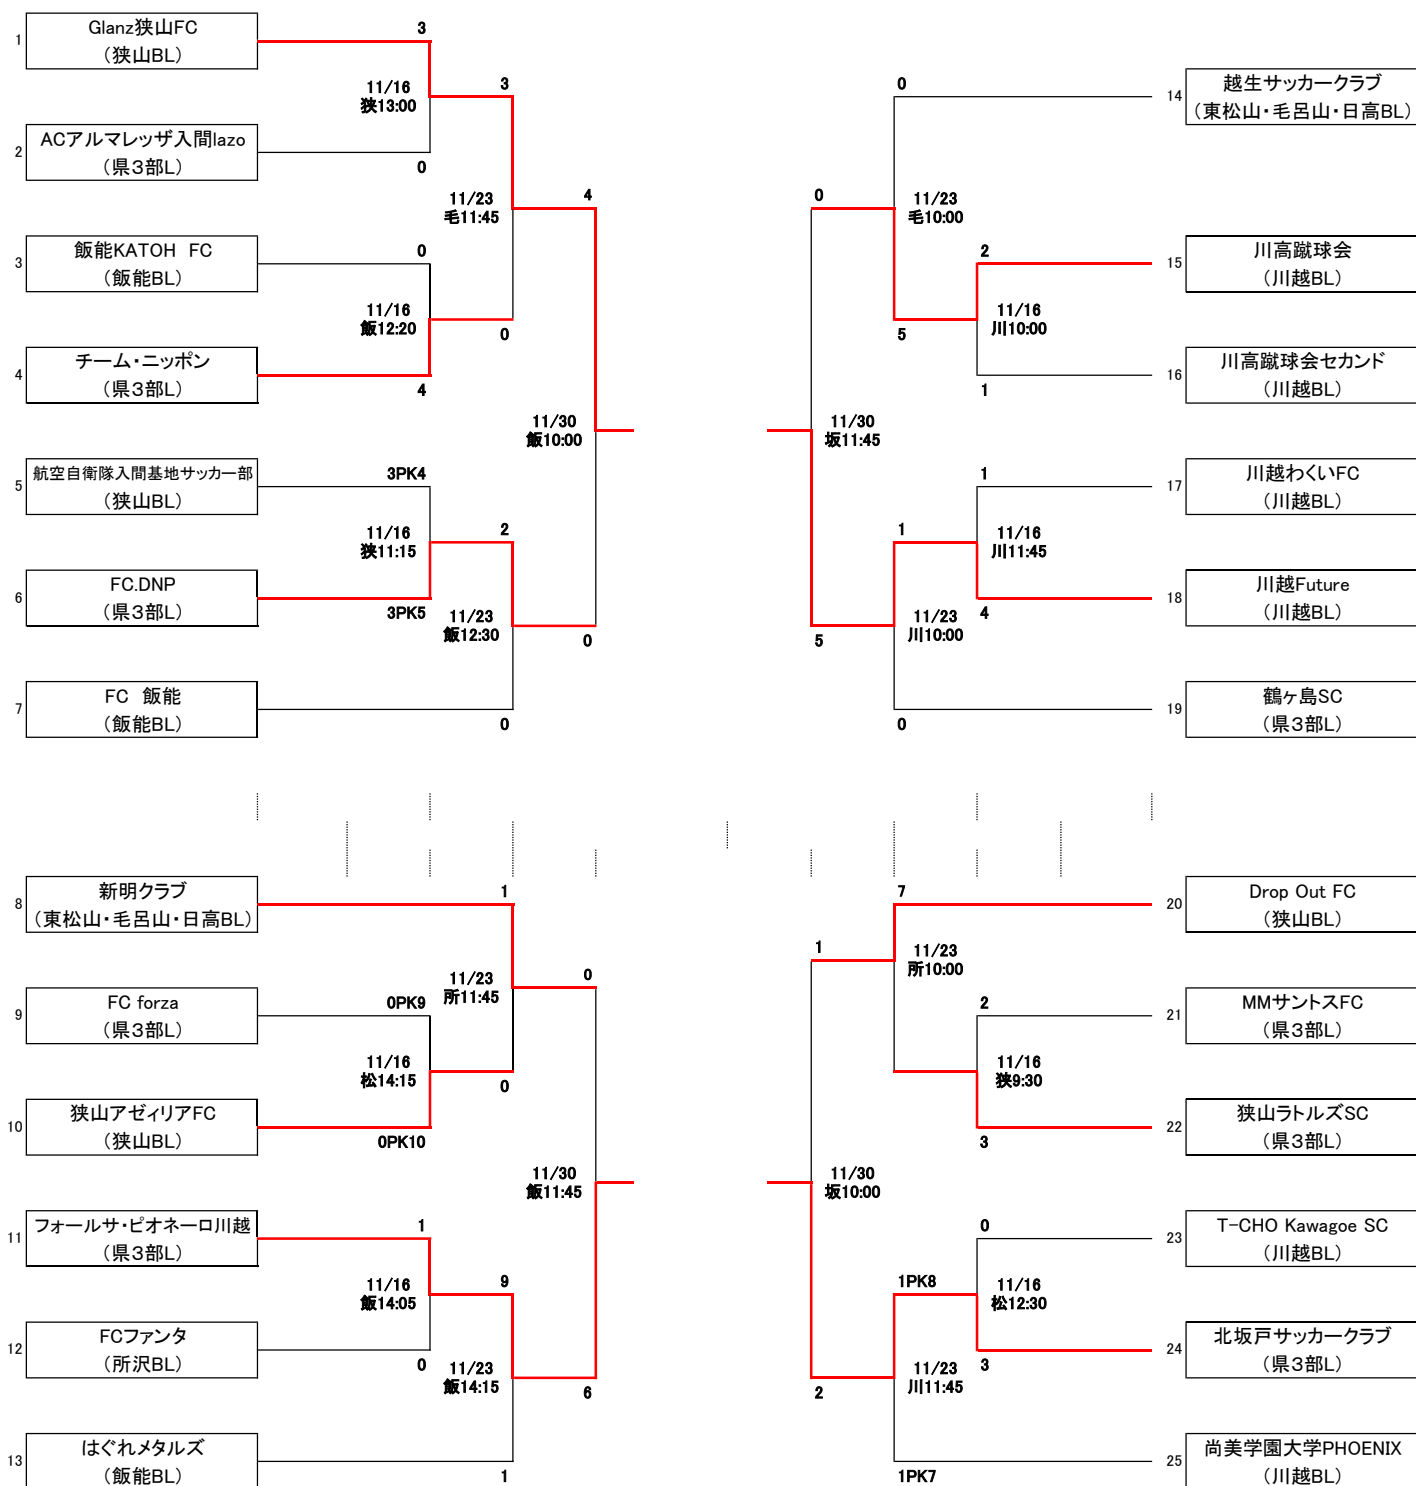 1
Glanz狭山FC
（狭山BL）
3
11/16
狭13:00
2
ACアルマレッザ入間lazo
（県3部L）
0
3
11/23
毛11:45
4
3
飯能KATOH　FC
（飯能BL）
0
11/16
飯12:20
0
4
チーム・ニッポン
（県3部L）
4
11/30
飯10:00
5
航空自衛隊入間基地サッカー部
（狭山BL）
3PK4
11/16
狭11:15
2
6
FC.DNP
（県3部L）
3PK5
11/23
飯12:30
0
7
FC　飯能
（飯能BL）
0
0
14
越生サッカークラブ
（東松山・毛呂山・日高BL）
0
11/23
毛10:00
2
15
川高蹴球会
（川越BL）
5
11/16
川10:00
16
川高蹴球会セカンド
（川越BL）
1
11/30
坂11:45
1
17
川越わくいFC
（川越BL）
1
11/16
川11:45
18
川越Future
（川越BL）
4
11/23
川10:00
5
19
鶴ヶ島SC
（県3部L）
0
8
新明クラブ
（東松山・毛呂山・日高BL）
1
11/23
所11:45
0
9
FC forza
（県3部L）
0PK9
11/16
松14:15
0
10
狭山アゼィリアFC
（狭山BL）
0PK10
11/30
飯11:45
11
フォールサ・ピオネーロ川越
（県3部L）
1
11/16
飯14:05
9
12
FCファンタ
（所沢BL）
0
11/23
飯14:15
6
13
はぐれメタルズ
（飯能BL）
1
7
20
Drop Out FC
（狭山BL）
1
11/23
所10:00
2
21
MMサントスFC
（県3部L）
11/16
狭9:30
22
狭山ラトルズSC
（県3部L）
3
11/30
坂10:00
0
23
T-CHO Kawagoe SC
（川越BL）
1PK8
11/16
松12:30
24
北坂戸サッカークラブ
（県3部L）
3
11/23
川11:45
2
25
尚美学園大学PHOENIX
（川越BL）
1PK7